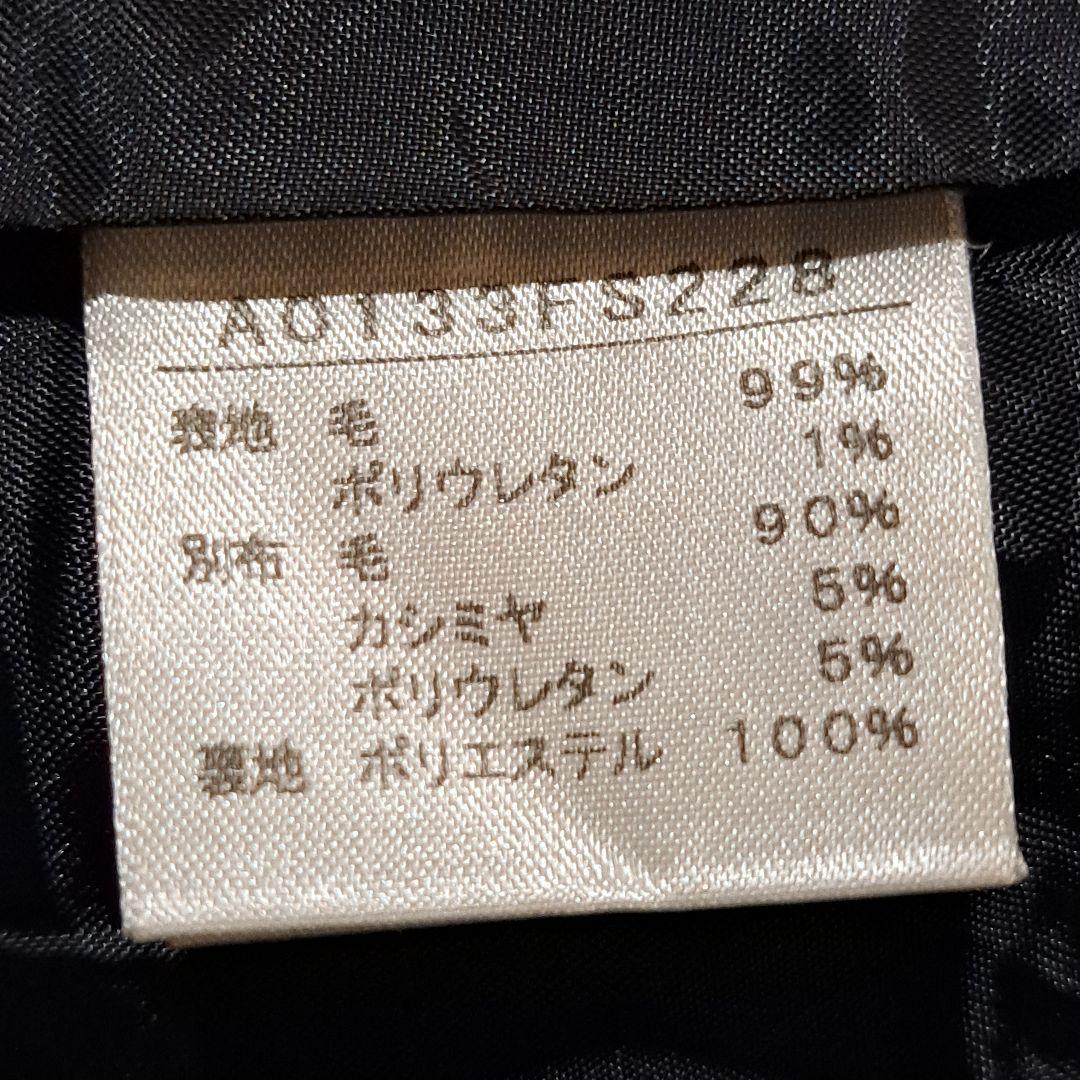 A0133FS228
表地 毛 99%
ポリウレタン 1%
別布 毛 90%
カシミヤ 5%
ポリウレタン 5%
裏地 ポリエステル 100%